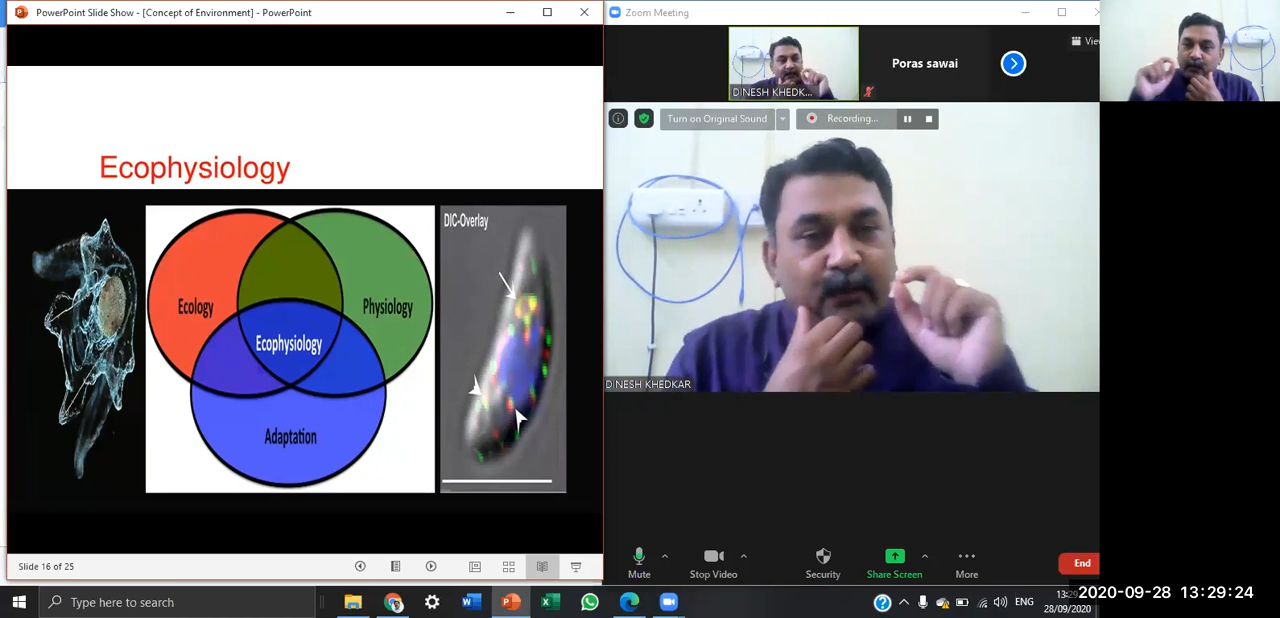 PowerPoint Slide Show - [Concept of Environment] - PowerPoint
Ecophysiology
Ecology
Physiology
Ecophysiology
Adaptation
DIC-Overlay
Slide 16 of 25
Zoom Meeting
DINESH KHEDK...
Poras sawai
Turn on Original Sound
Recording...
DINESH KHEDKAR
Mute
Stop Video
Security
Share Screen
More
End
Type here to search
ENG
28/09/2020
2020-09-28 13:29:24